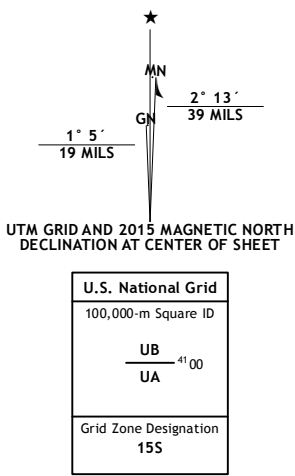 ★
MN
GN
2° 13´
39 MILS
1° 5´
19 MILS
UTM GRID AND 2015 MAGNETIC NORTH
DECLINATION AT CENTER OF SHEET
U.S. National Grid
100,000-m Square ID
UB
4100
UA
Grid Zone Designation
15S